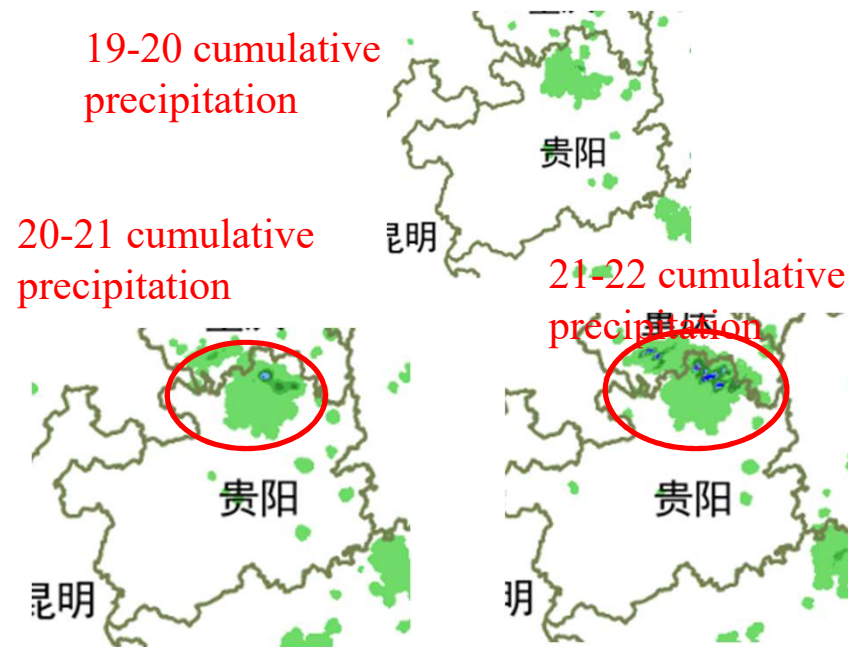 19-20 cumulative
precipitation
贵阳
昆明
20-21 cumulative
precipitation
21-22 cumulative
precipitation
贵阳
昆明
贵阳
明